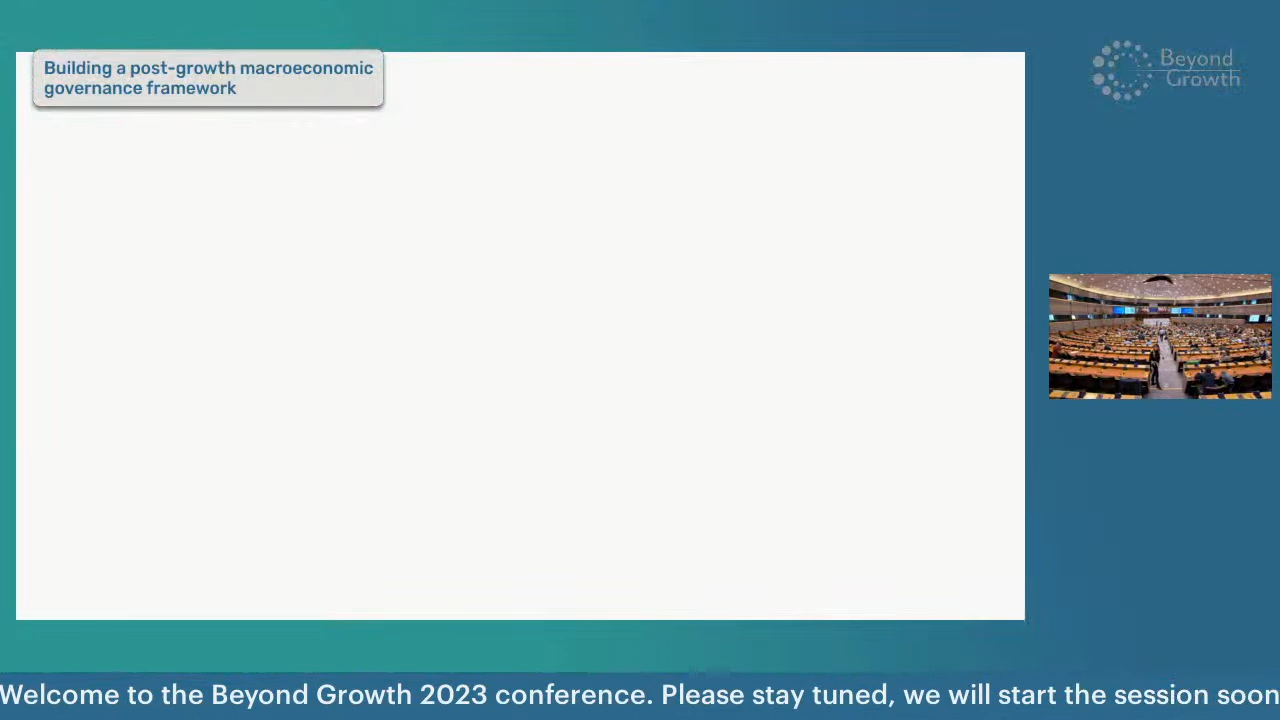 Building a post-growth macroeconomic
governance framework
Beyond
Growth
Welcome to the Beyond Growth 2023 conference. Please stay tuned, we will start the session soon